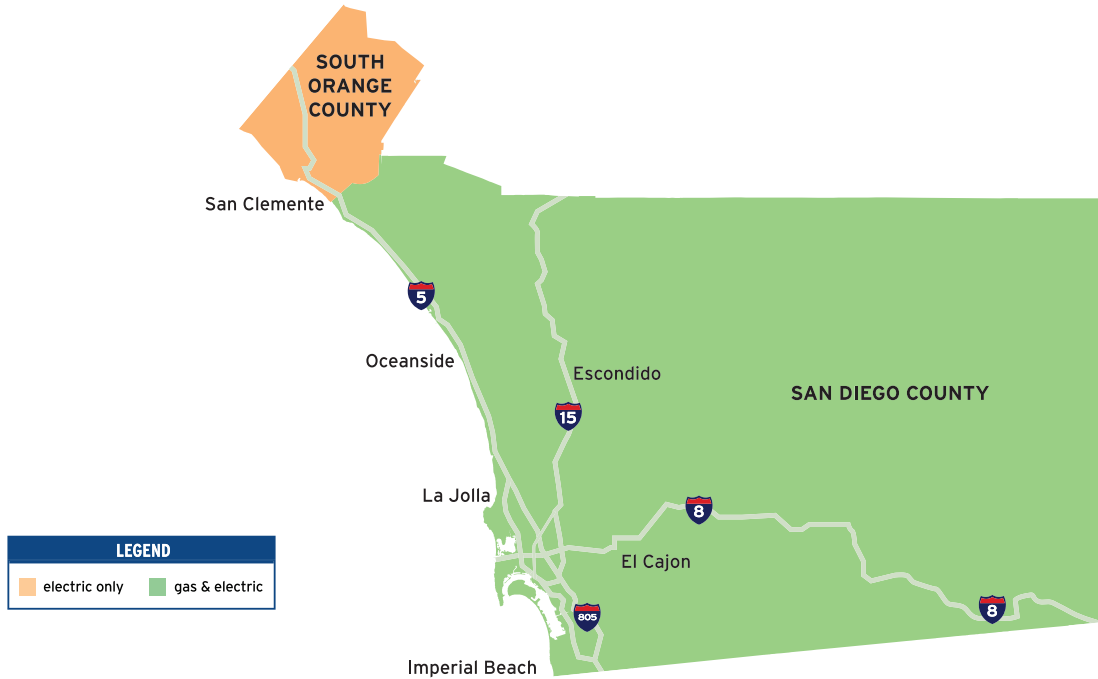 SOUTH
ORANGE
COUNTY
San Clemente
5
Oceanside
Escondido
SAN DIEGO COUNTY
15
La Jolla
8
LEGEND
El Cajon
electric only
gas & electric
8
805
Imperial Beach